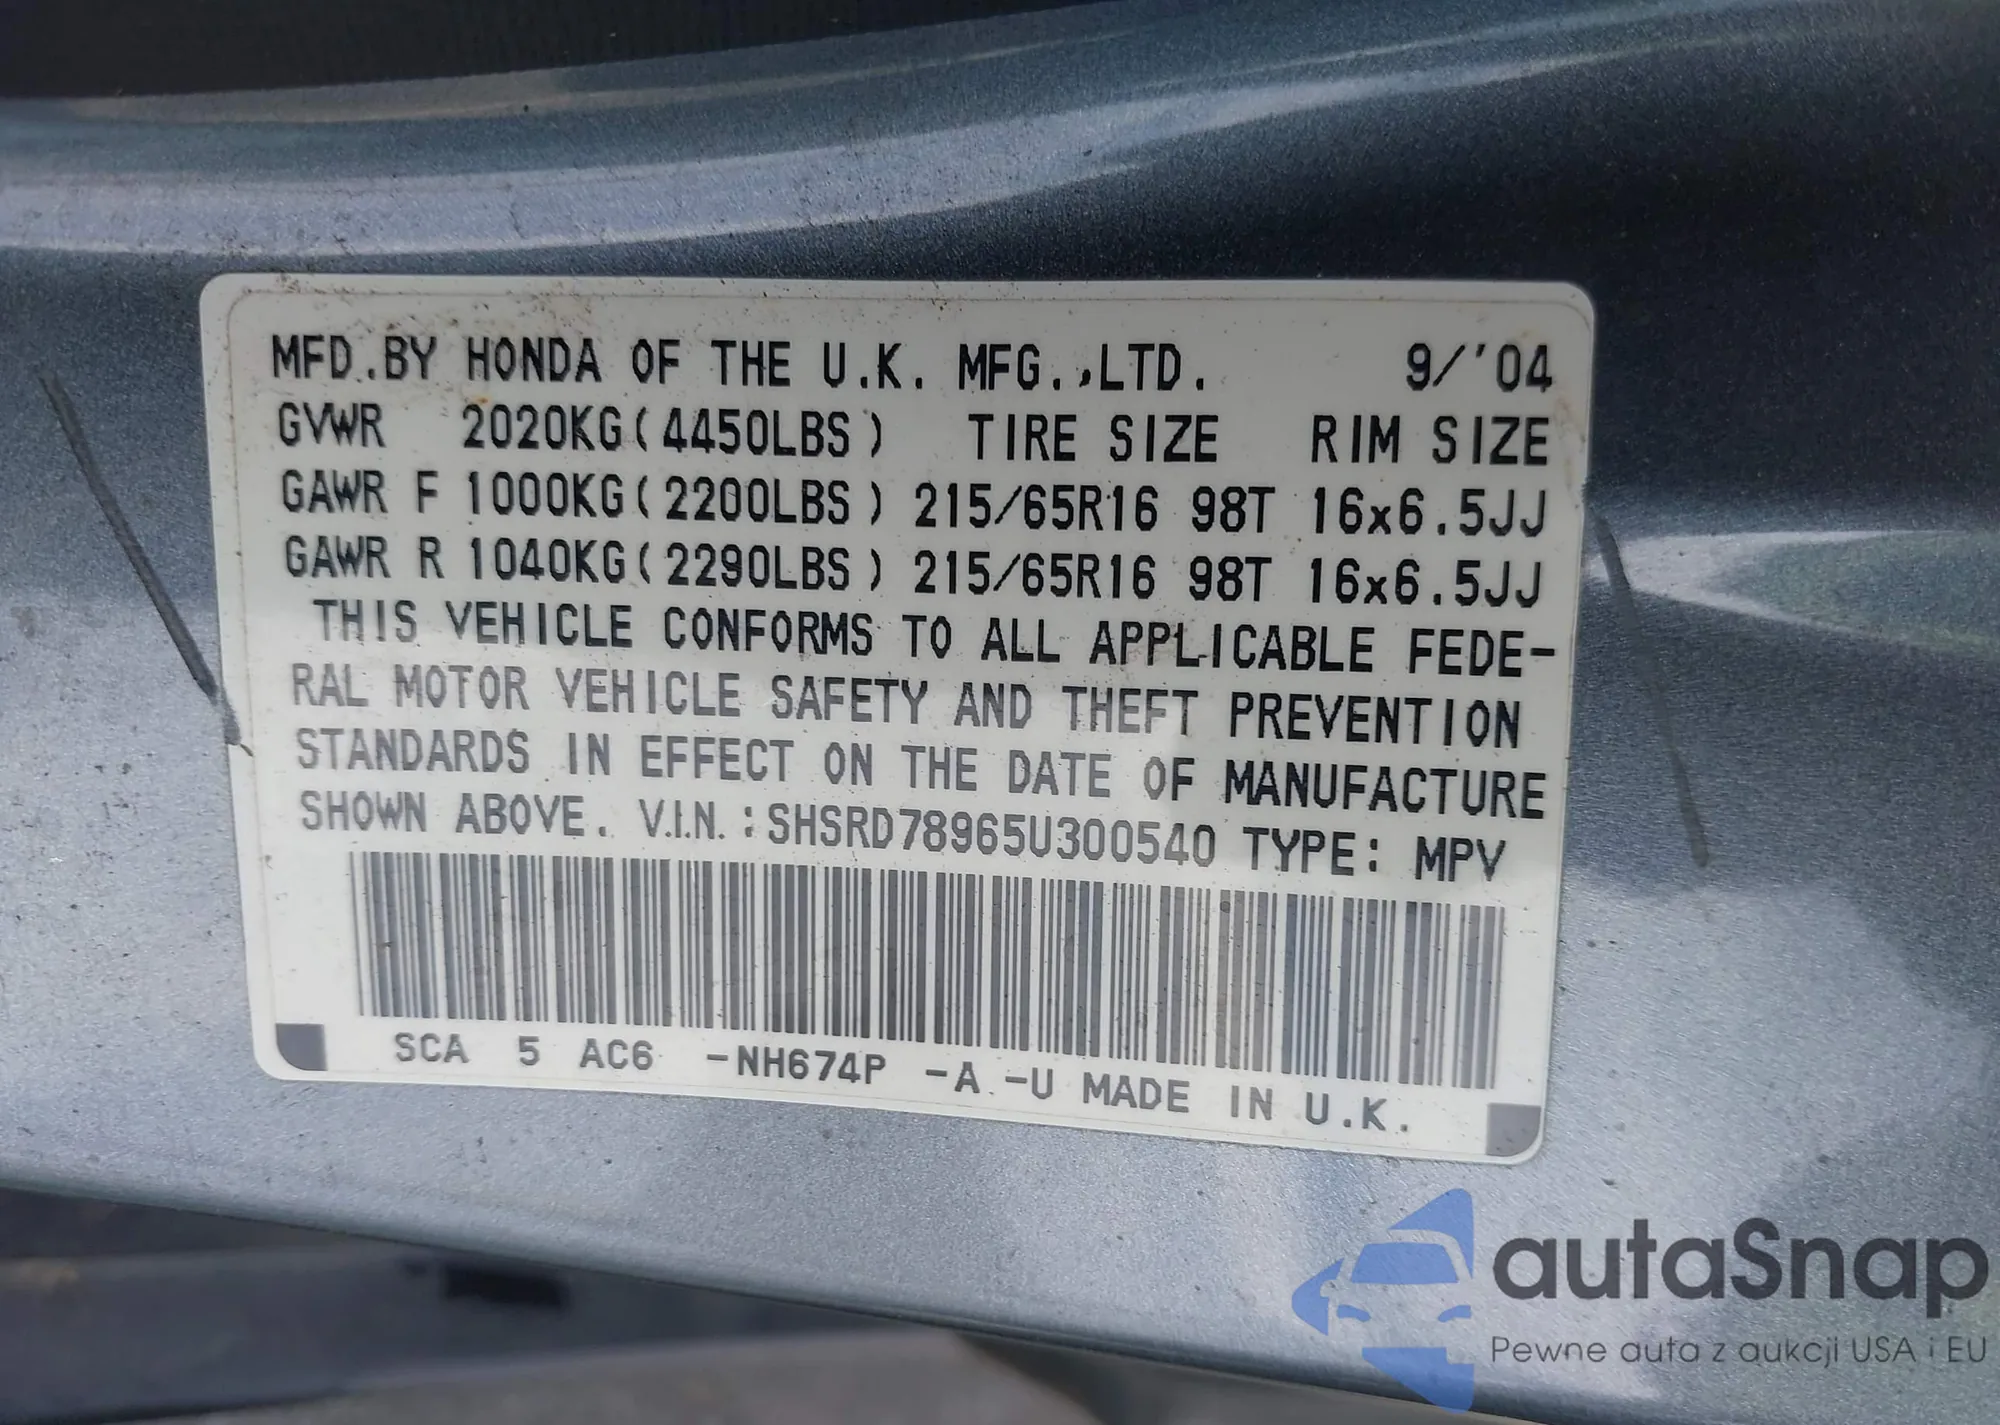 MFD.BY HONDA OF THE U.K. MFG.,LTD. 9/'04
GVWR 2020KG(4450LBS) TIRE SIZE RIM SIZE
GAWR F 1000KG(2200LBS) 215/65R16 98T 16x6.5JJ
GAWR R 1040KG(2290LBS) 215/65R16 98T 16x6.5JJ
THIS VEHICLE CONFORMS TO ALL APPLICABLE FEDE-
RAL MOTOR VEHICLE SAFETY AND THEFT PREVENTION
STANDARDS IN EFFECT ON THE DATE OF MANUFACTURE
SHOWN ABOVE. V.I.N.:SHSRD78965U300540 TYPE: MPV
SCA 5 AC6 -NH674P -A -U MADE IN U.K.
autaSnap
Pewne auta z aukcji USA i EU